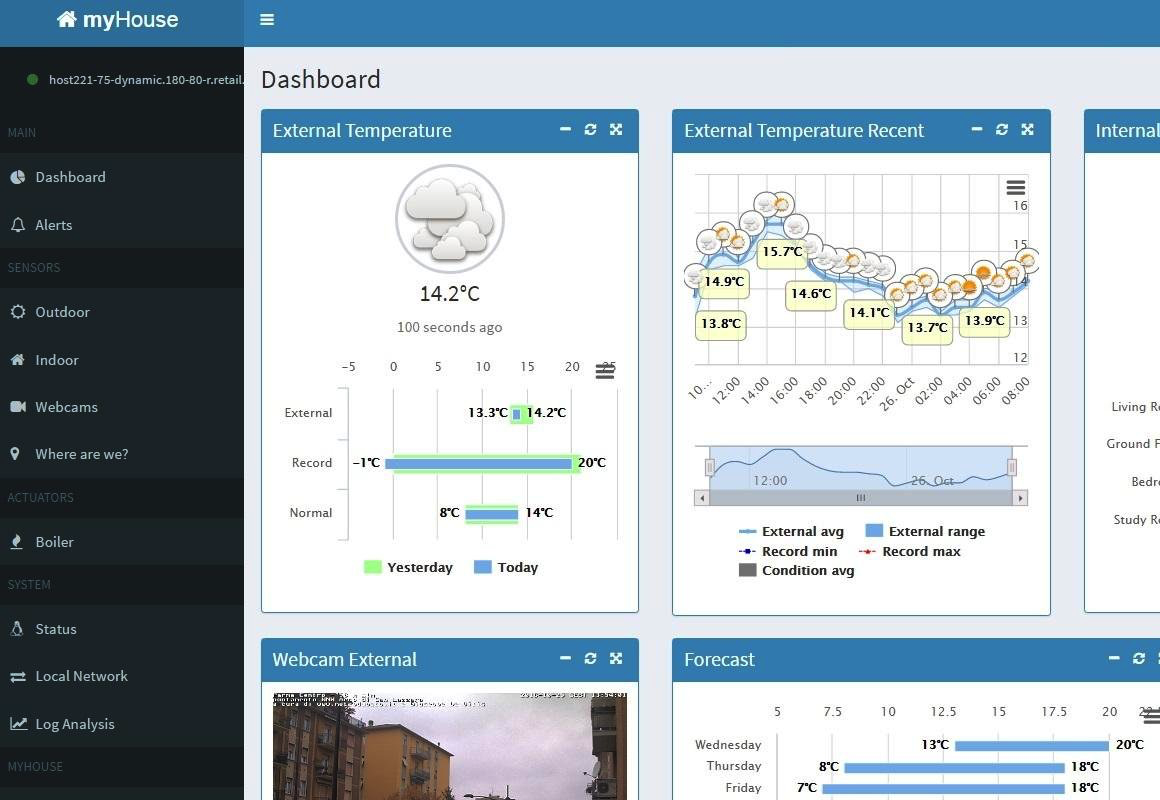 myHouse
host221-75-dynamic.180-80-r.retail.
MAIN
Dashboard
Alerts
SENSORS
Outdoor
Indoor
Webcams
Where are we?
ACTUATORS
Boiler
SYSTEM
Status
Local Network
Log Analysis
MYHOUSE
Dashboard
External Temperature
14.2°C
100 seconds ago
-5 0 5 10 15 20 25
External 13.3°C 14.2°C
Record -1°C 20°C
Normal 8°C 14°C
Yesterday Today
External Temperature Recent
16
15
14
13
12
15.7°C
14.9°C
14.6°C
14.1°C
13.8°C
13.7°C
13.9°C
10... 12:00 14:00 16:00 18:00 20:00 22:00 26. Oct 02:00 04:00 06:00 08:00
12:00 26. Oct
External avg External range
Record min Record max
Condition avg
Internal
Living
Ground
Study
Webcam External
Forecast
5 7.5 10 12.5 15 17.5 20
Wednesday 13°C 20°C
Thursday 8°C 18°C
Friday 7°C 18°C